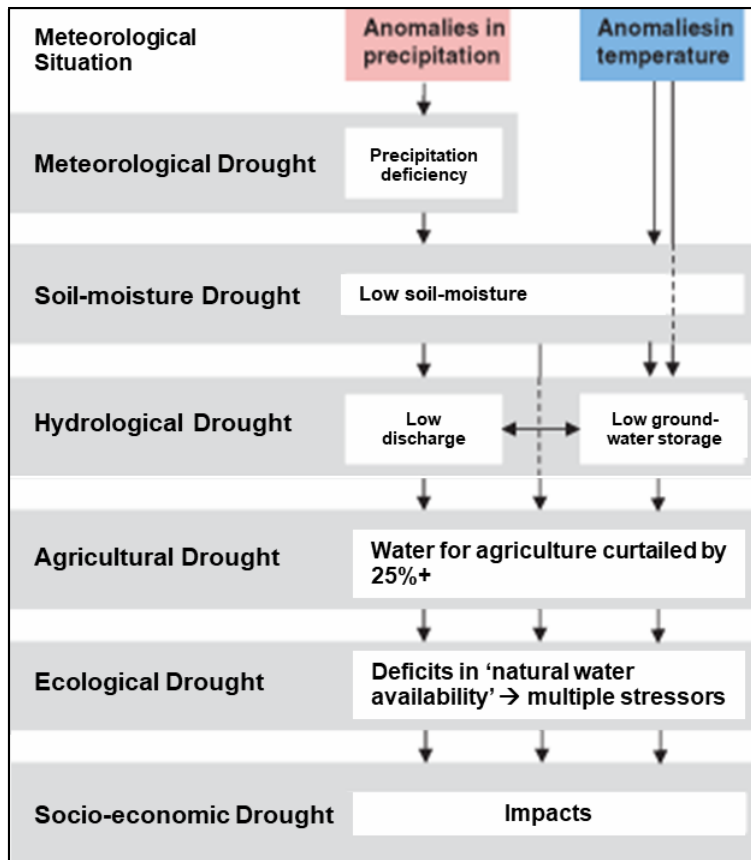 Meteorological
Situation
Anomalies in
precipitation
Anomaliesin
temperature
Meteorological Drought
Precipitation
deficiency
Soil-moisture Drought
Low soil-moisture
Hydrological Drought
Low
discharge
Low ground-
water storage
Agricultural Drought
Water for agriculture curtailed by
25%+
Ecological Drought
Deficits in ‘natural water
availability’ → multiple stressors
Socio-economic Drought
Impacts